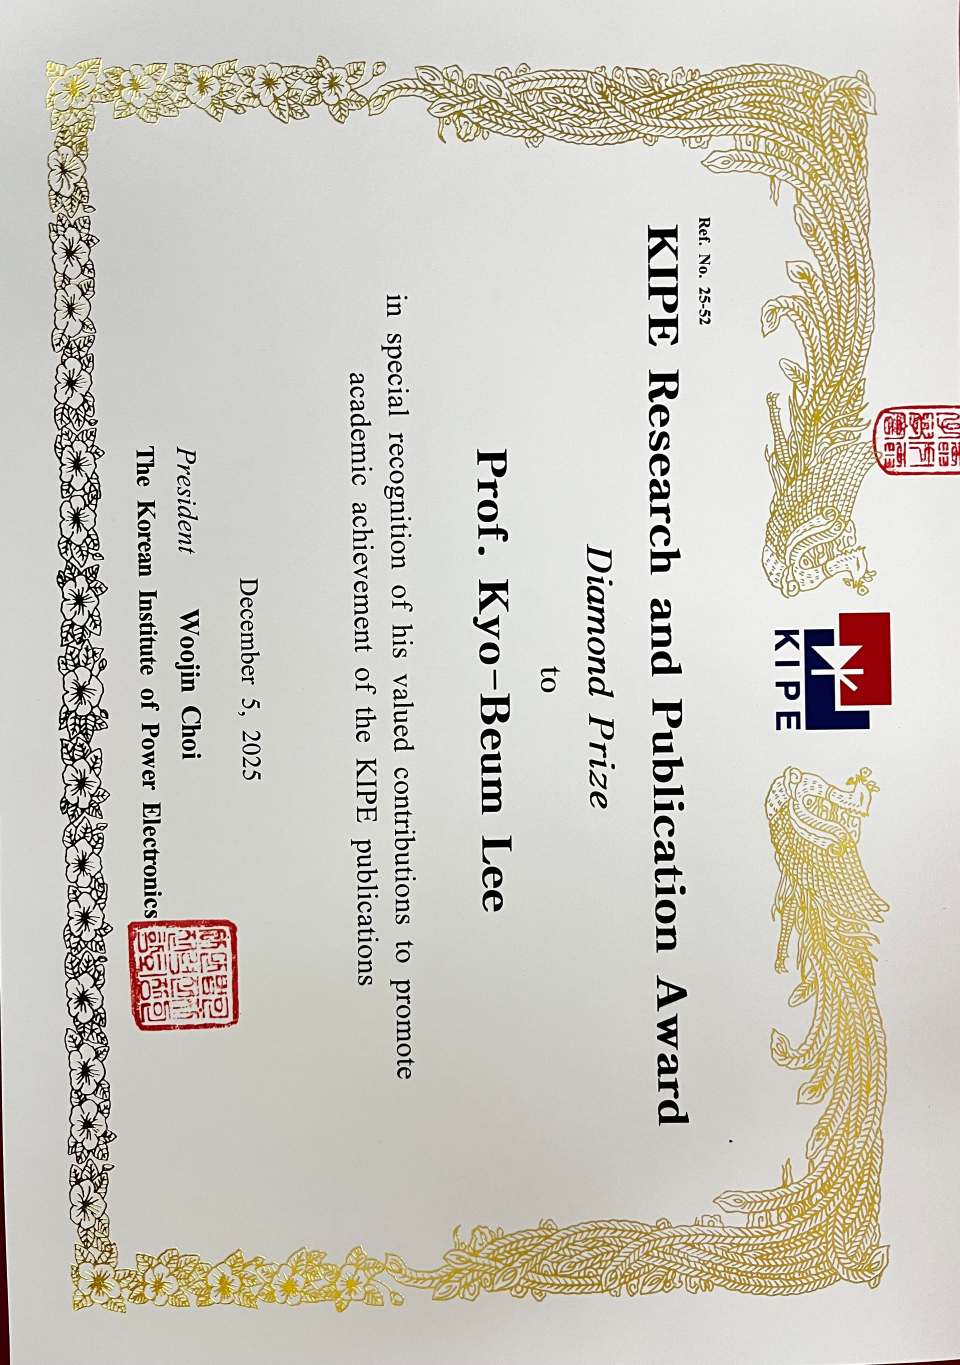 KIPE
Ref. No. 25-52
KIPE Research and Publication Award
Diamond Prize
to
Prof. Kyo-Beum Lee
in special recognition of his valued contributions to promote
academic achievement of the KIPE publications
December 5, 2025
President Woojin Choi
The Korean Institute of Power Electronics